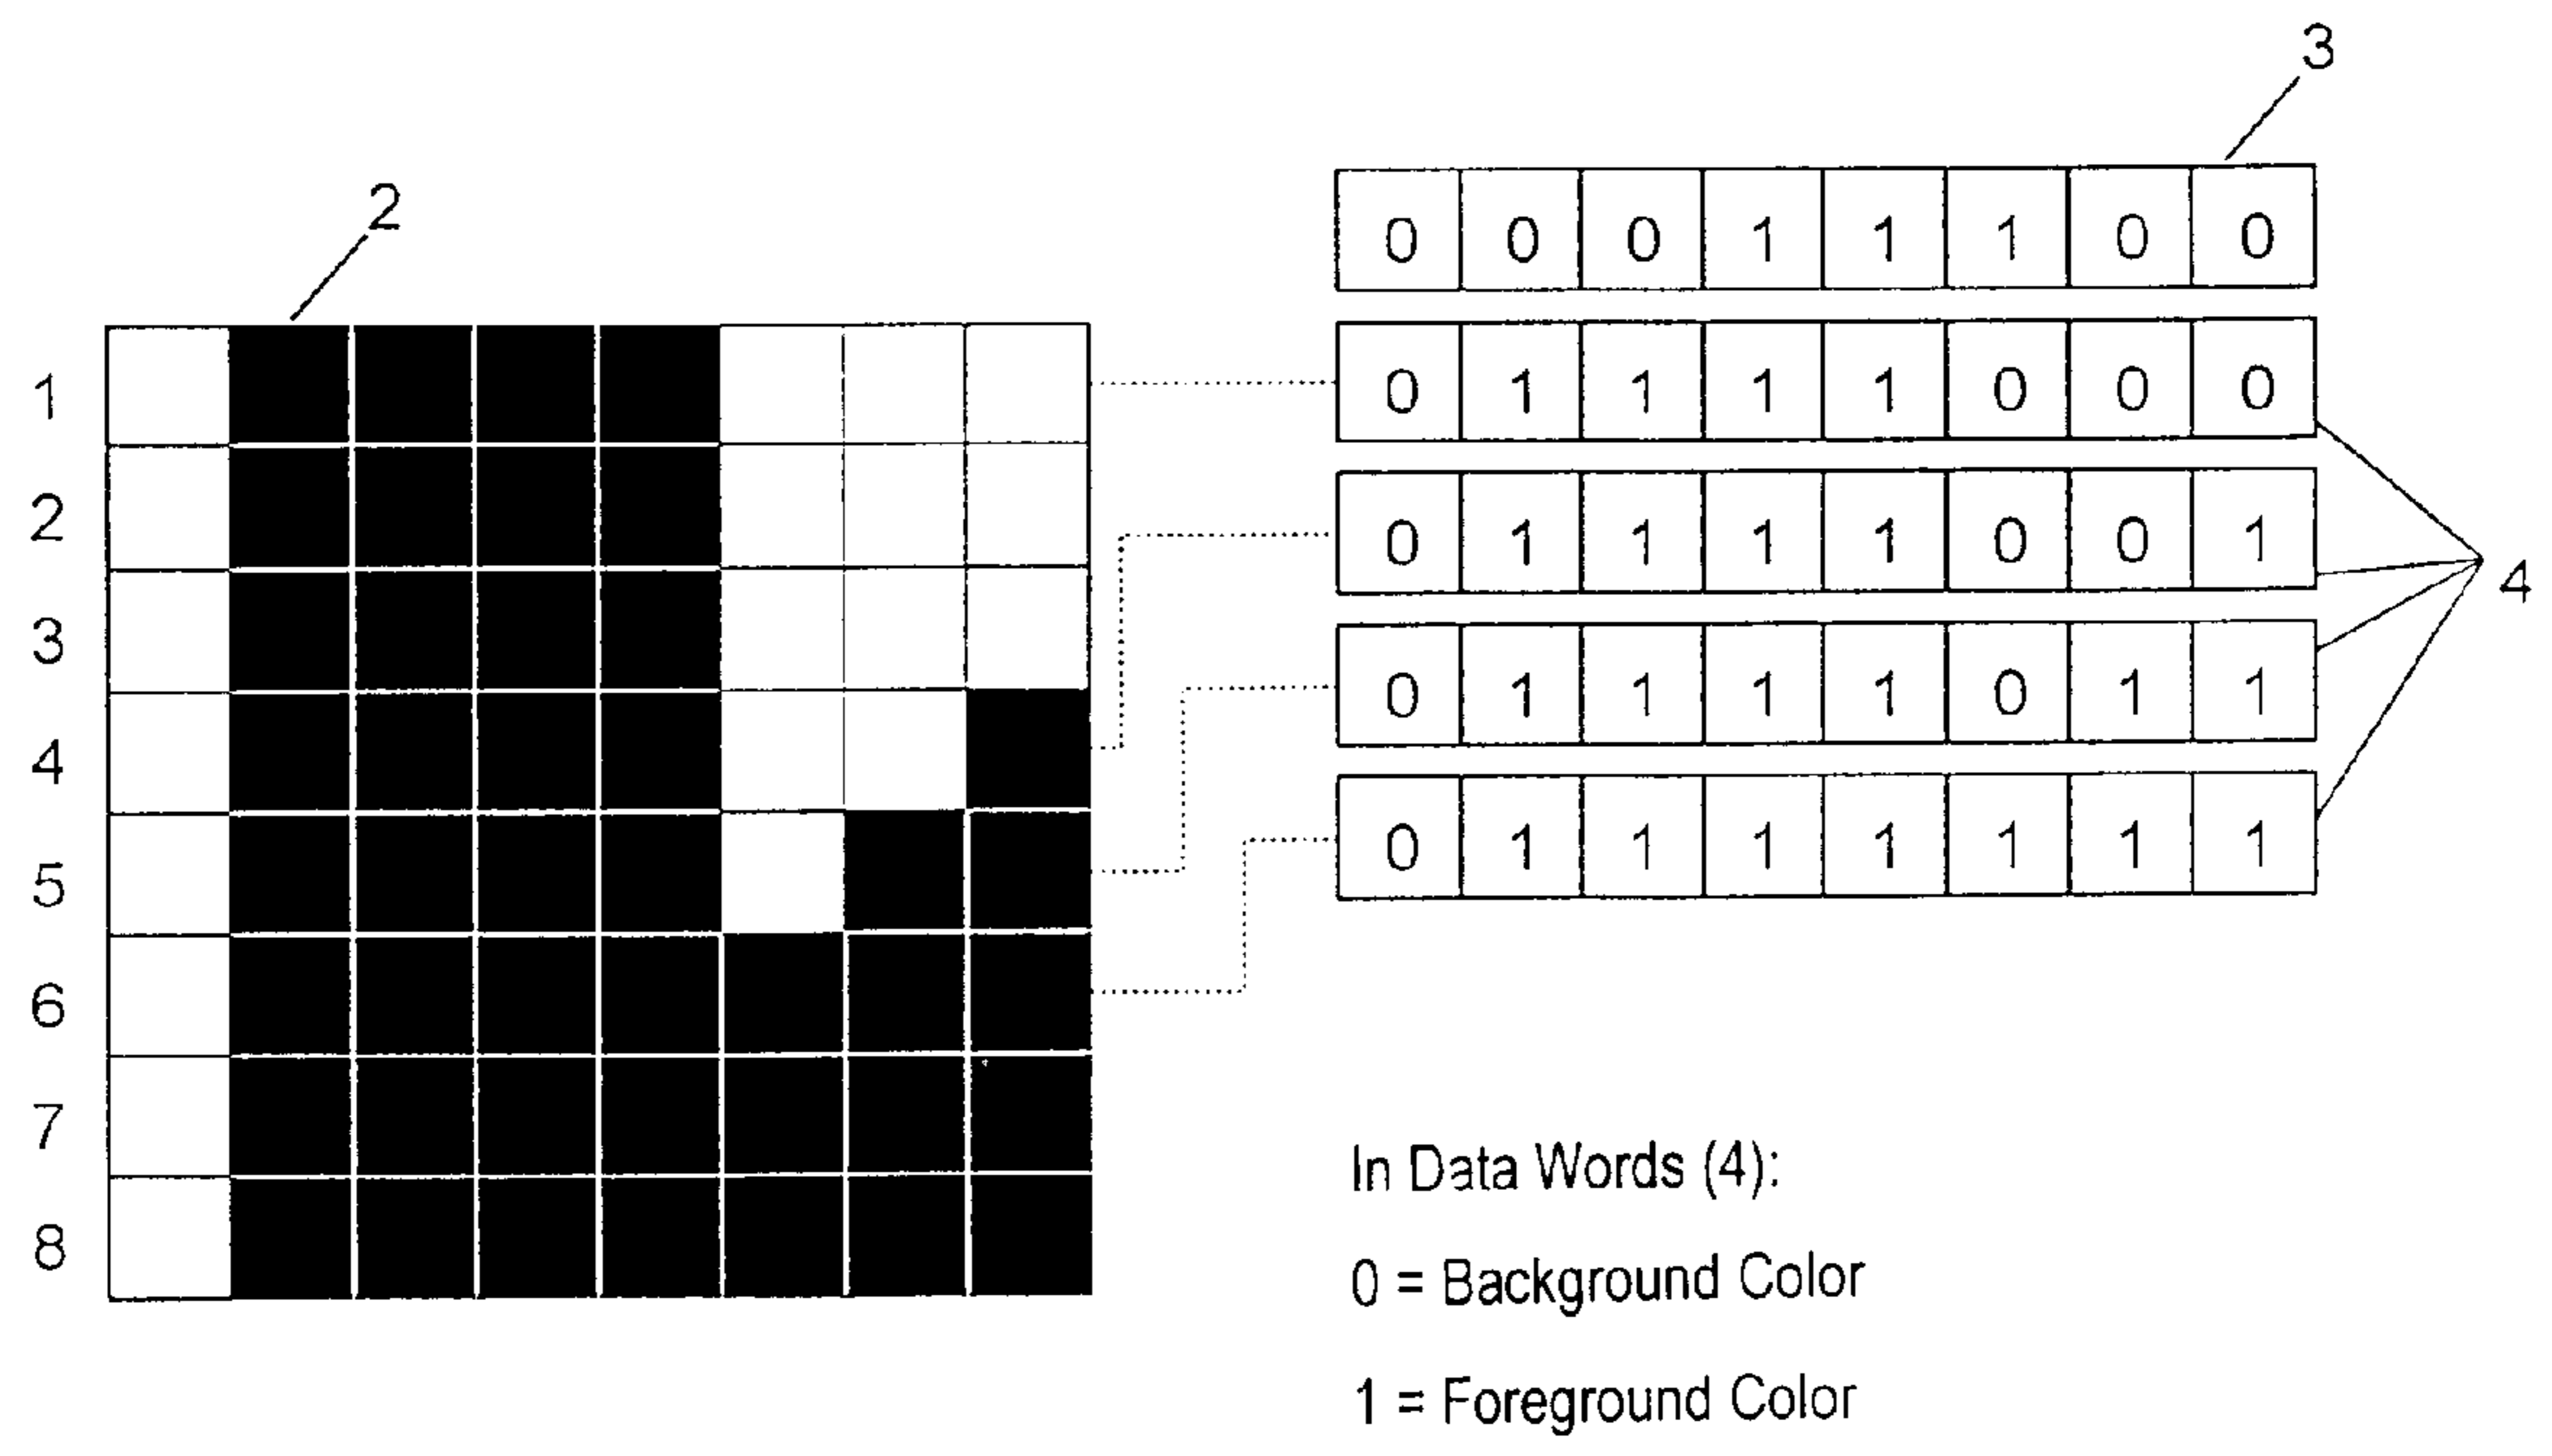 3
2
0 0 0 1 1 1 0 0
1
0 1 1 1 1 0 0 0
2
0 1 1 1 1 0 0 1
4
3
0 1 1 1 1 0 1 1
4
0 1 1 1 1 1 1 1
5
6
7
8
In Data Words (4):
0 = Background Color
1 = Foreground Color